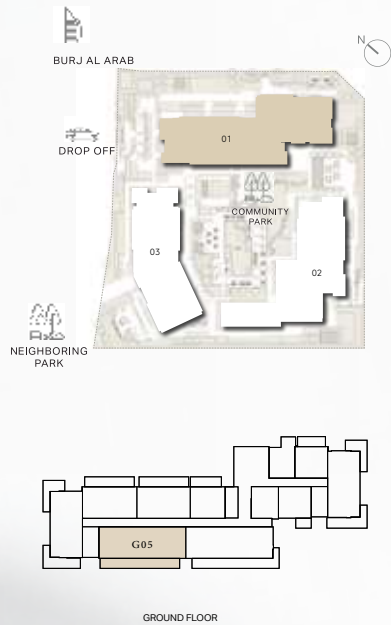 N
BURJ AL ARAB
DROP OFF
01
COMMUNITY
PARK
03
02
NEIGHBORING
PARK
G05
GROUND FLOOR